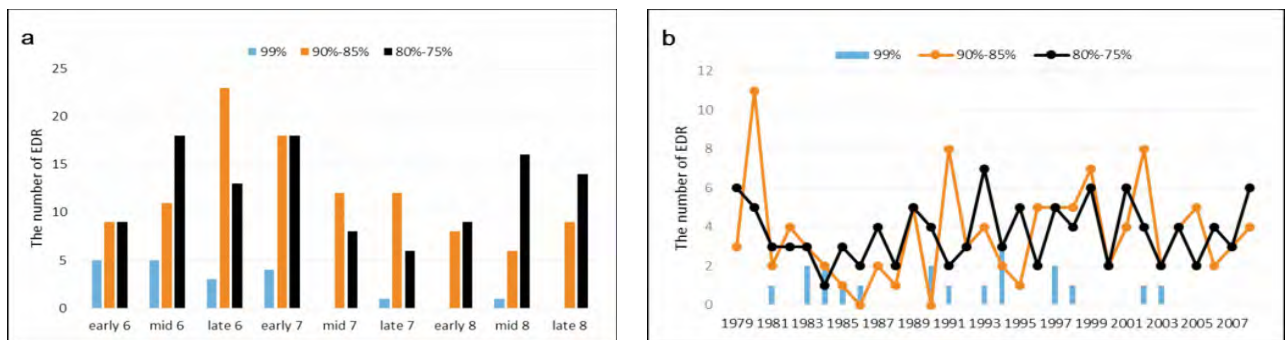 a
99% 90%-85% 80%-75%
The number of EDR
25
20
15
10
5
0
early 6 mid 6 late 6 early 7 mid 7 late 7 early 8 mid 8 late 8
b
99% 90%-85% 80%-75%
The number of EDR
12
10
8
6
4
2
0
1979 1981 1983 1985 1987 1989 1991 1993 1995 1997 1999 2001 2003 2005 2007